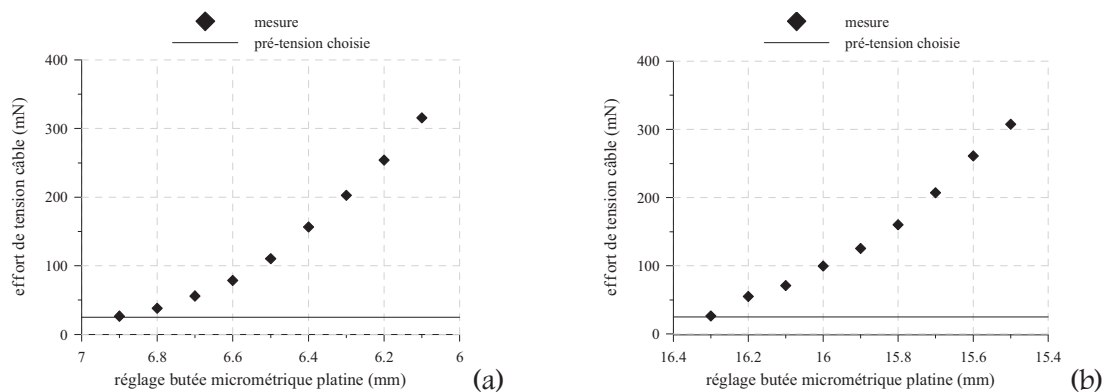 mesure
pré-tension choisie
400
300
200
100
0
effort de tension câble (mN)
7 6.8 6.6 6.4 6.2 6
réglage butée micrométrique platine (mm)
(a)
mesure
pré-tension choisie
400
300
200
100
0
effort de tension câble (mN)
16.4 16.2 16 15.8 15.6 15.4
réglage butée micrométrique platine (mm)
(b)